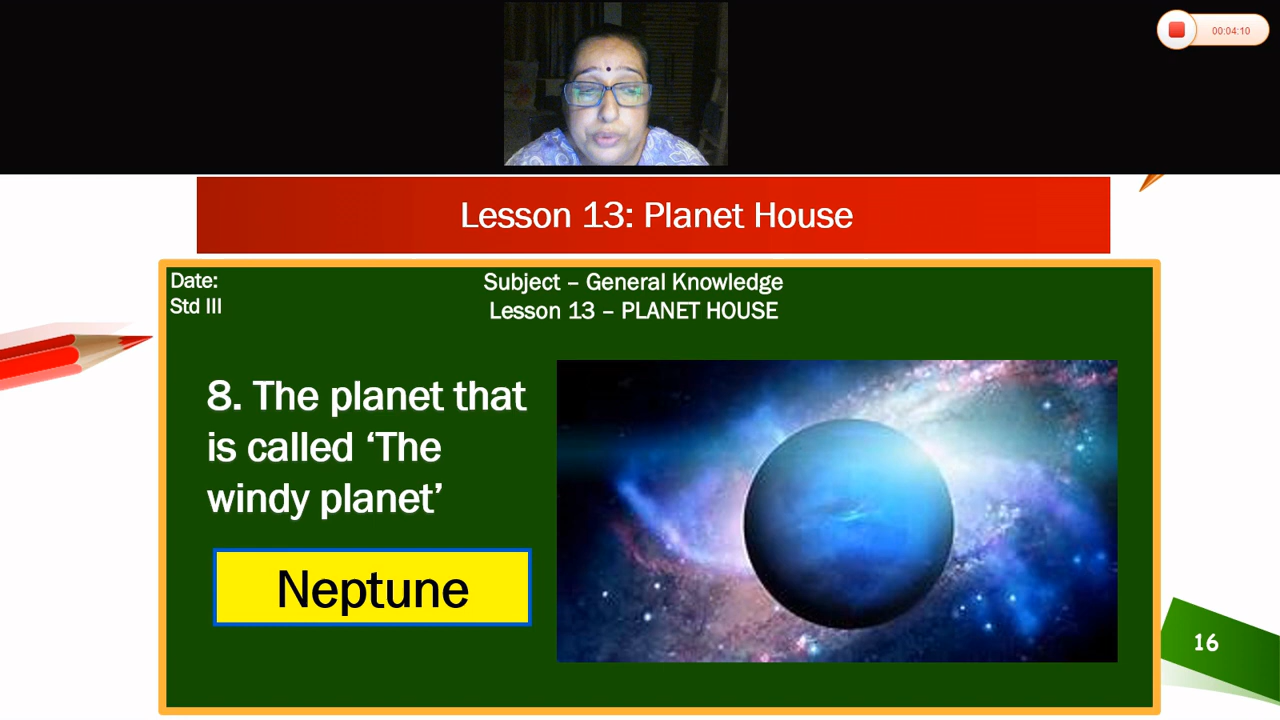 00:04:10
Lesson 13: Planet House
Date:
Std III
Subject – General Knowledge
Lesson 13 – PLANET HOUSE
8. The planet that
is called ‘The
windy planet’
Neptune
16